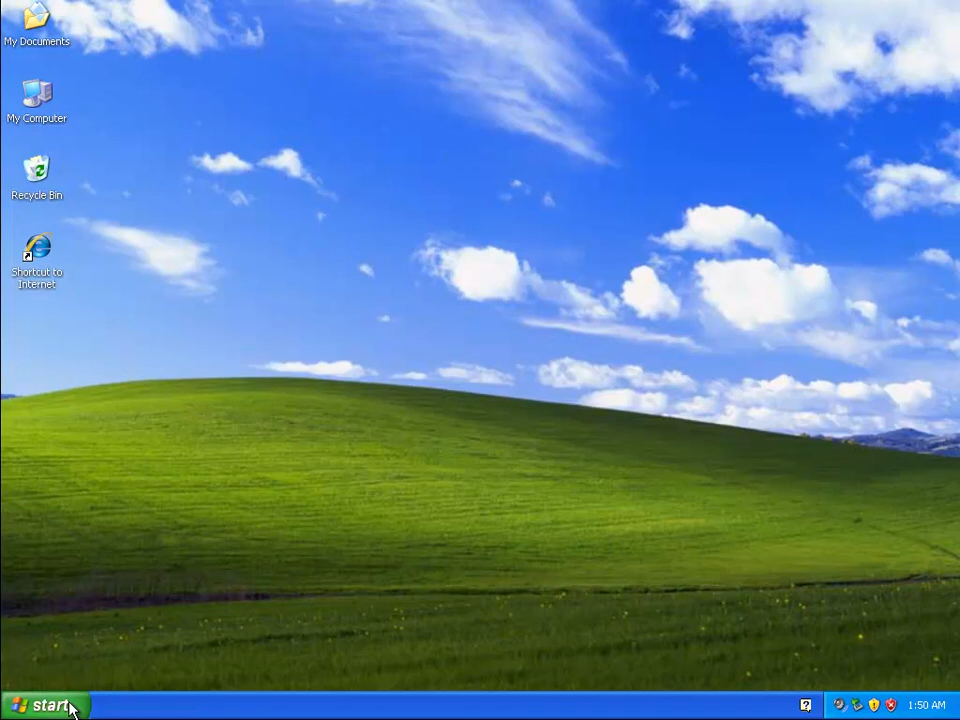 My Documents
My Computer
Recycle Bin
Shortcut to
Internet
start
?
1:50 AM